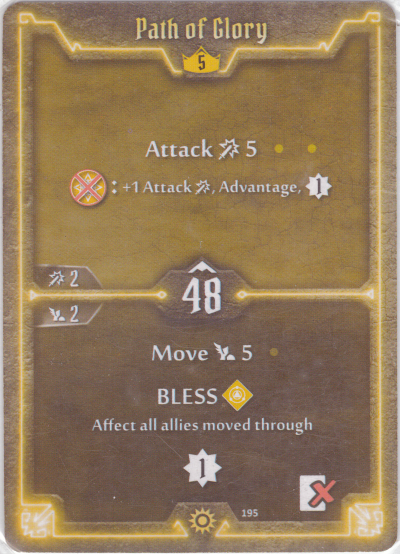 Path of Glory
5
Attack 5
: +1 Attack , Advantage, 1
2
48
2
Move 5
BLESS
Affect all allies moved through
1
195